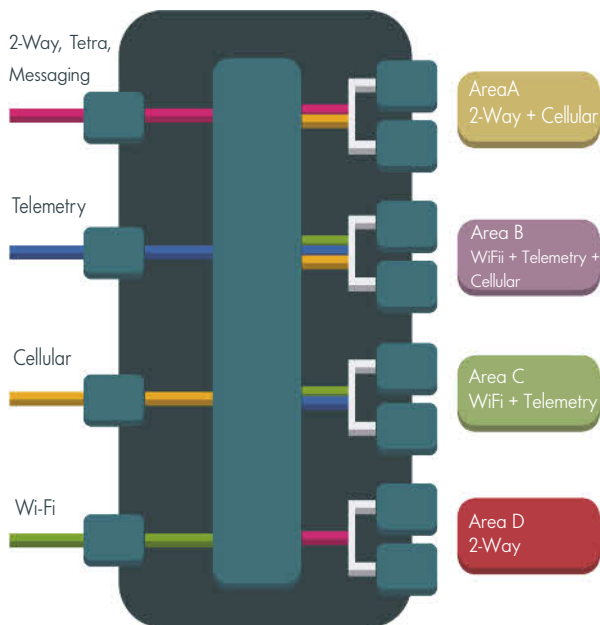 2-Way, Tetra,
Messaging
Telemetry
Cellular
Wi-Fi
AreaA
2-Way + Cellular
Area B
WiFii + Telemetry +
Cellular
Area C
WiFi + Telemetry
Area D
2-Way